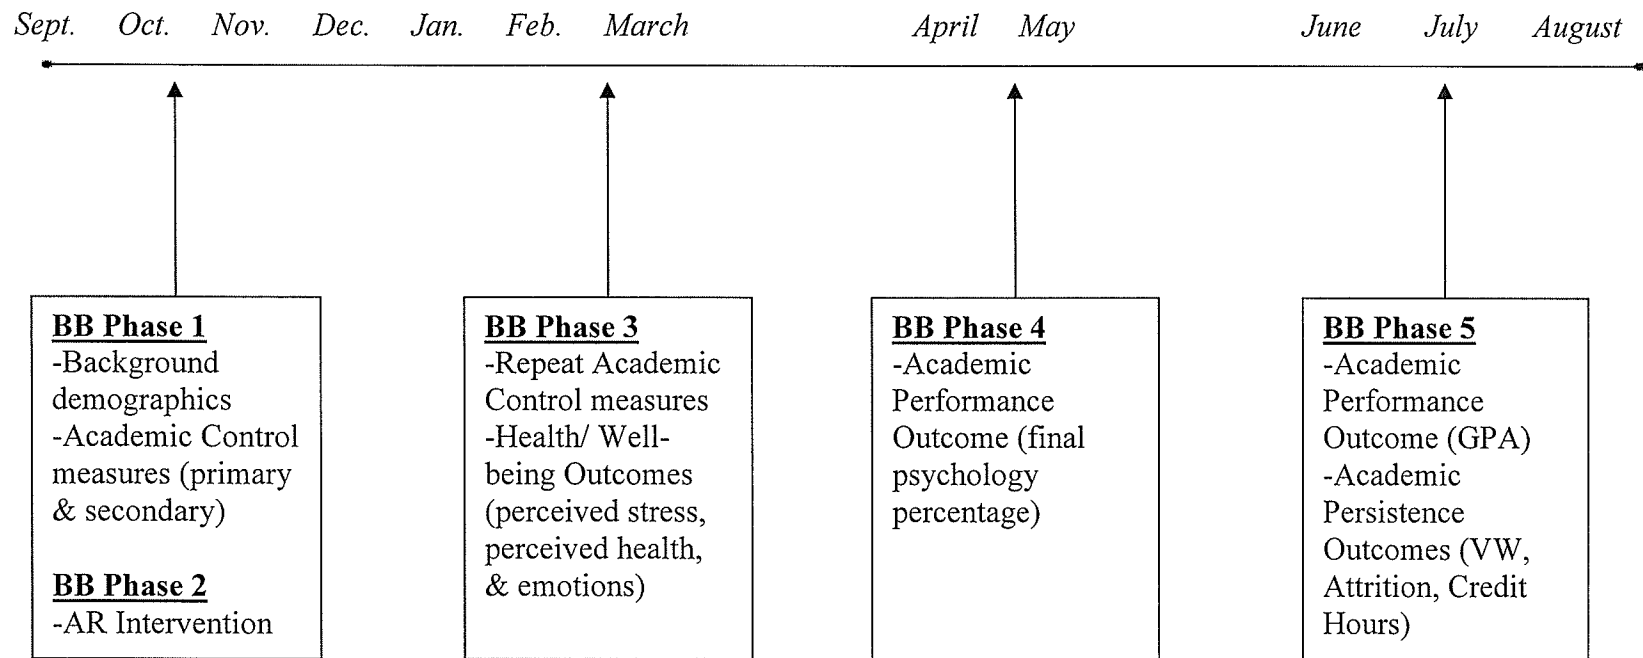 Sept. Oct. Nov. Dec. Jan. Feb. March April May June July August
BB Phase 1
-Background
demographics
-Academic Control
measures (primary
& secondary)
BB Phase 2
-AR Intervention
BB Phase 3
-Repeat Academic
Control measures
-Health/ Well-
being Outcomes
(perceived stress,
perceived health,
& emotions)
BB Phase 4
-Academic
Performance
Outcome (final
psychology
percentage)
BB Phase 5
-Academic
Performance
Outcome (GPA)
-Academic
Persistence
Outcomes (VW,
Attrition, Credit
Hours)